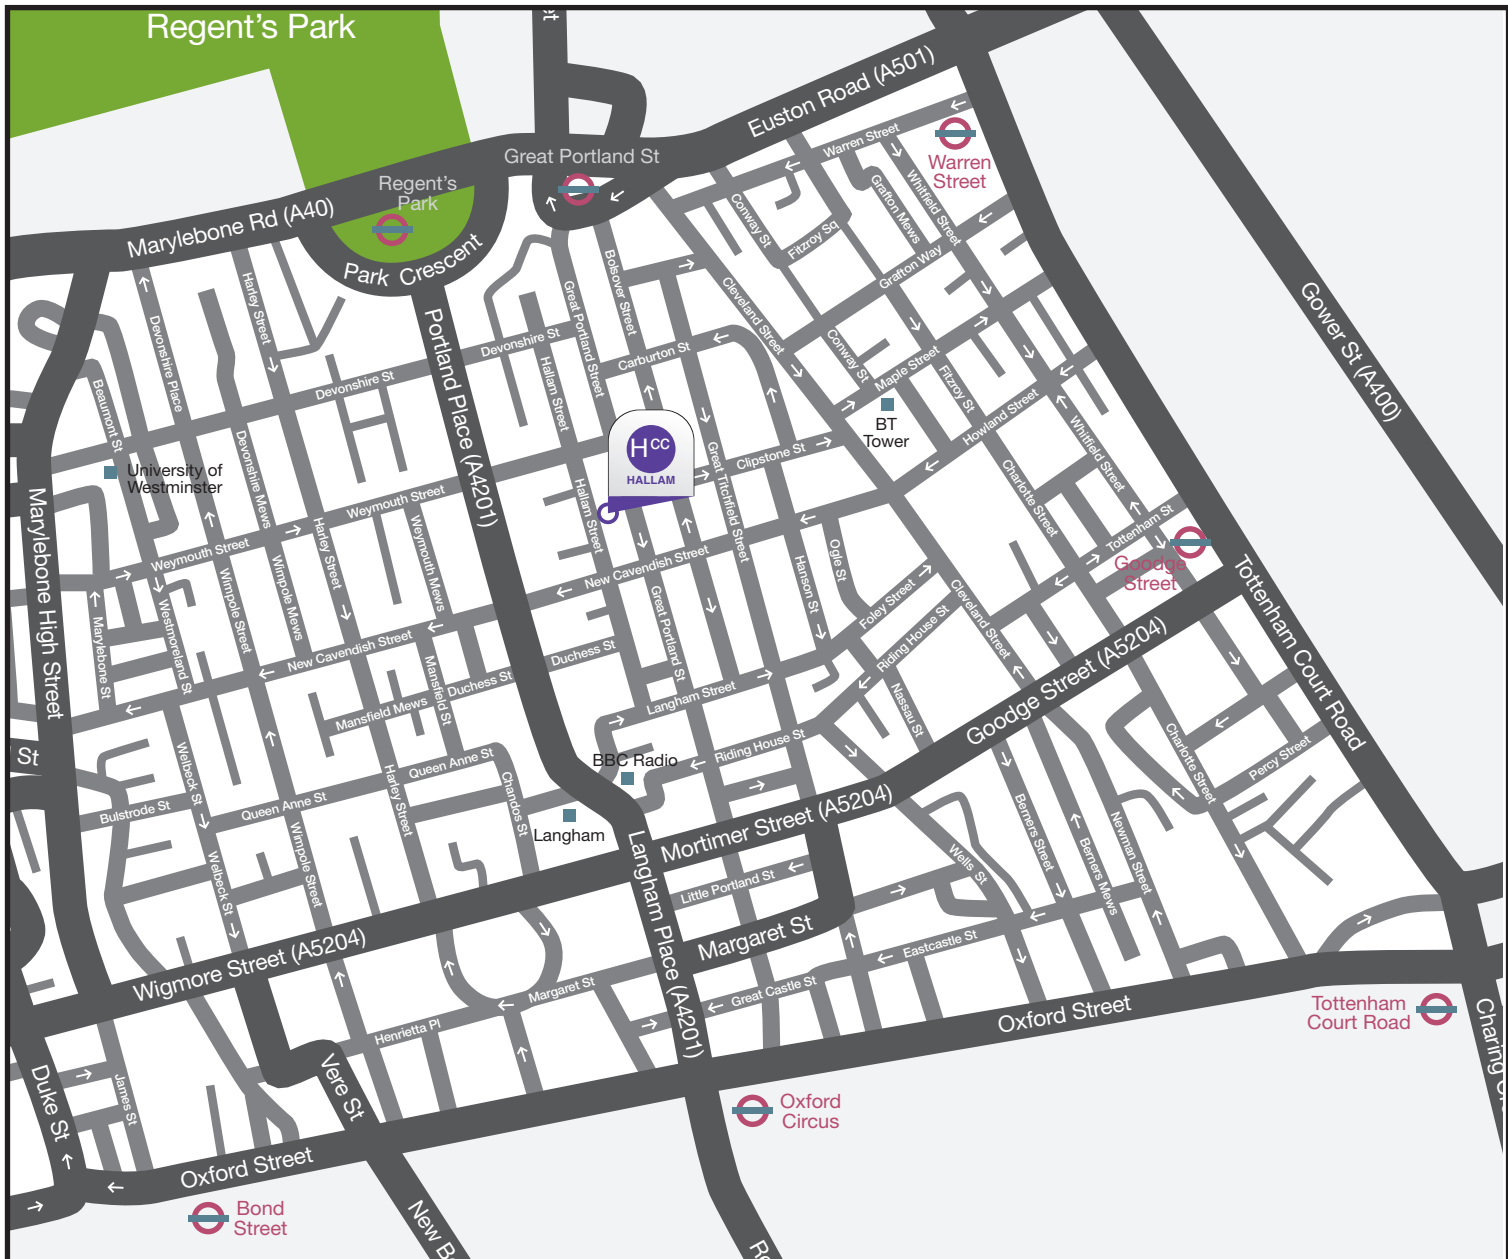 Regent's Park
Euston Road (A501)
Great Portland St
Warren Street
Warren
Street
Regent's
Park
Marylebone Rd (A40)
Park Crescent
Conway St
Fitzroy Sq
Grafton Mews
Whitfield Street
Grafton Way
Gower St (A400)
Harley Street
Devonshire Place
Bolsover Street
Great Portland Street
Cleveland Street
Portland Place (A4201)
Devonshire St
Devonshire St
Hallam Street
Carburton St
Conway St
Maple Street
Fitzroy St
Howland Street
Beaumont St
BT
Tower
Whitfield Street
University of
Westminster
Devonshire Mews
HCC
HALLAM
Great Titchfield Street
Clipstone St
Charlotte Street
Marylebone High Street
Weymouth Street
Weymouth Street
Harley Street
Weymouth Mews
Hallam Street
New Cavendish Street
Tottenham St
Goodge
Street
Tottenham Court Road
Hanson St
Ogle St
Foley Street
Riding House St
Cleveland Street
Marylebone St
Westmoreland St
Wimpole Street
Wimpole Mews
New Cavendish Street
Great Portland St
Goodge Street (A5204)
Duchess St
Duchess St
Mansfield St
Mansfield Mews
Langham Street
Nassau St
St
Welbeck St
Queen Anne St
Queen Anne St
Harley Street
Chandos St
BBC Radio
Riding House St
Charlotte Street
Percy Street
Bulstrode St
Wimpole Street
Langham
Mortimer Street (A5204)
Berners Street
Berners Mews
Newman Street
Wells St
Welbeck St
Langham Place (A4201)
Little Portland St
Margaret St
Eastcastle St
Wigmore Street (A5204)
Margaret St
Great Castle St
Henrietta Pl
Oxford Street
Tottenham
Court Road
Duke St
James St
Vere St
Oxford
Circus
Oxford Street
Bond
Street